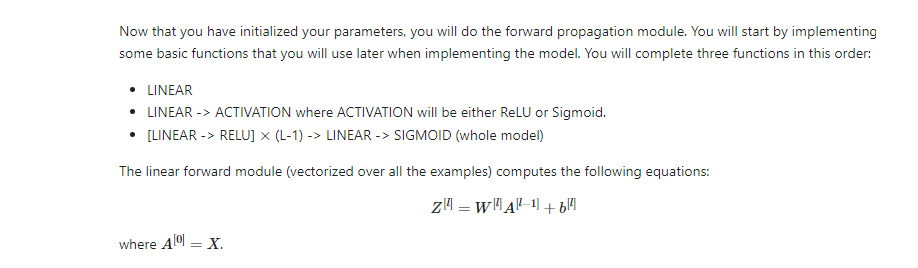 Now that you have initialized your parameters, you will do the forward propagation module. You will start by implementing
some basic functions that you will use later when implementing the model. You will complete three functions in this order:
• LINEAR
• LINEAR -> ACTIVATION where ACTIVATION will be either ReLU or Sigmoid.
• [LINEAR -> RELU] × (L-1) -> LINEAR -> SIGMOID (whole model)
The linear forward module (vectorized over all the examples) computes the following equations:
Z^[l] = W^[l] A^[l−1] + b^[l]
where A^[0] = X.